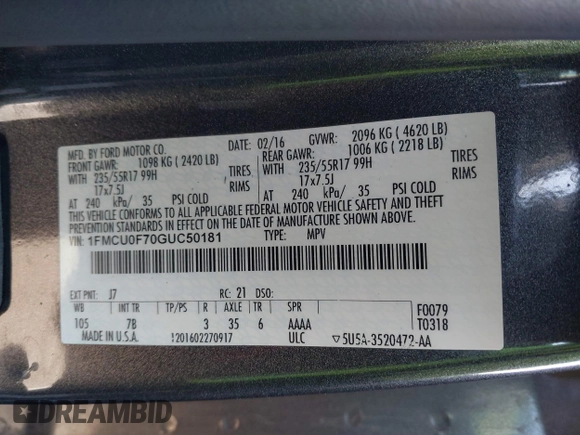 MFD. BY FORD MOTOR CO.
DATE: 02/16 GVWR: 2096 KG ( 4620 LB)
FRONT GAWR: 1098 KG ( 2420 LB) REAR GAWR: 1006 KG ( 2218 LB)
WITH 235/55R17 99H TIRES WITH 235/55R17 99H TIRES
17x7.5J RIMS 17x7.5J RIMS
AT 240 kPa/ 35 PSI COLD AT 240 kPa/ 35 PSI COLD
THIS VEHICLE CONFORMS TO ALL APPLICABLE FEDERAL MOTOR VEHICLE SAFETY AND THEFT
PREVENTION STANDARDS IN EFFECT ON THE DATE OF MANUFACTURE SHOWN ABOVE.
VIN: 1FMCU0F70GUC50181 TYPE: MPV
EXT PNT: J7 RC: 21 DSO:
WB INT TR TP/PS R AXLE TR SPR
105 7B 3 35 6 AAAA
F0079
T0318
MADE IN U.S.A. 201602270917 ULC ▽5U5A-3520472-AA
DREAMBID